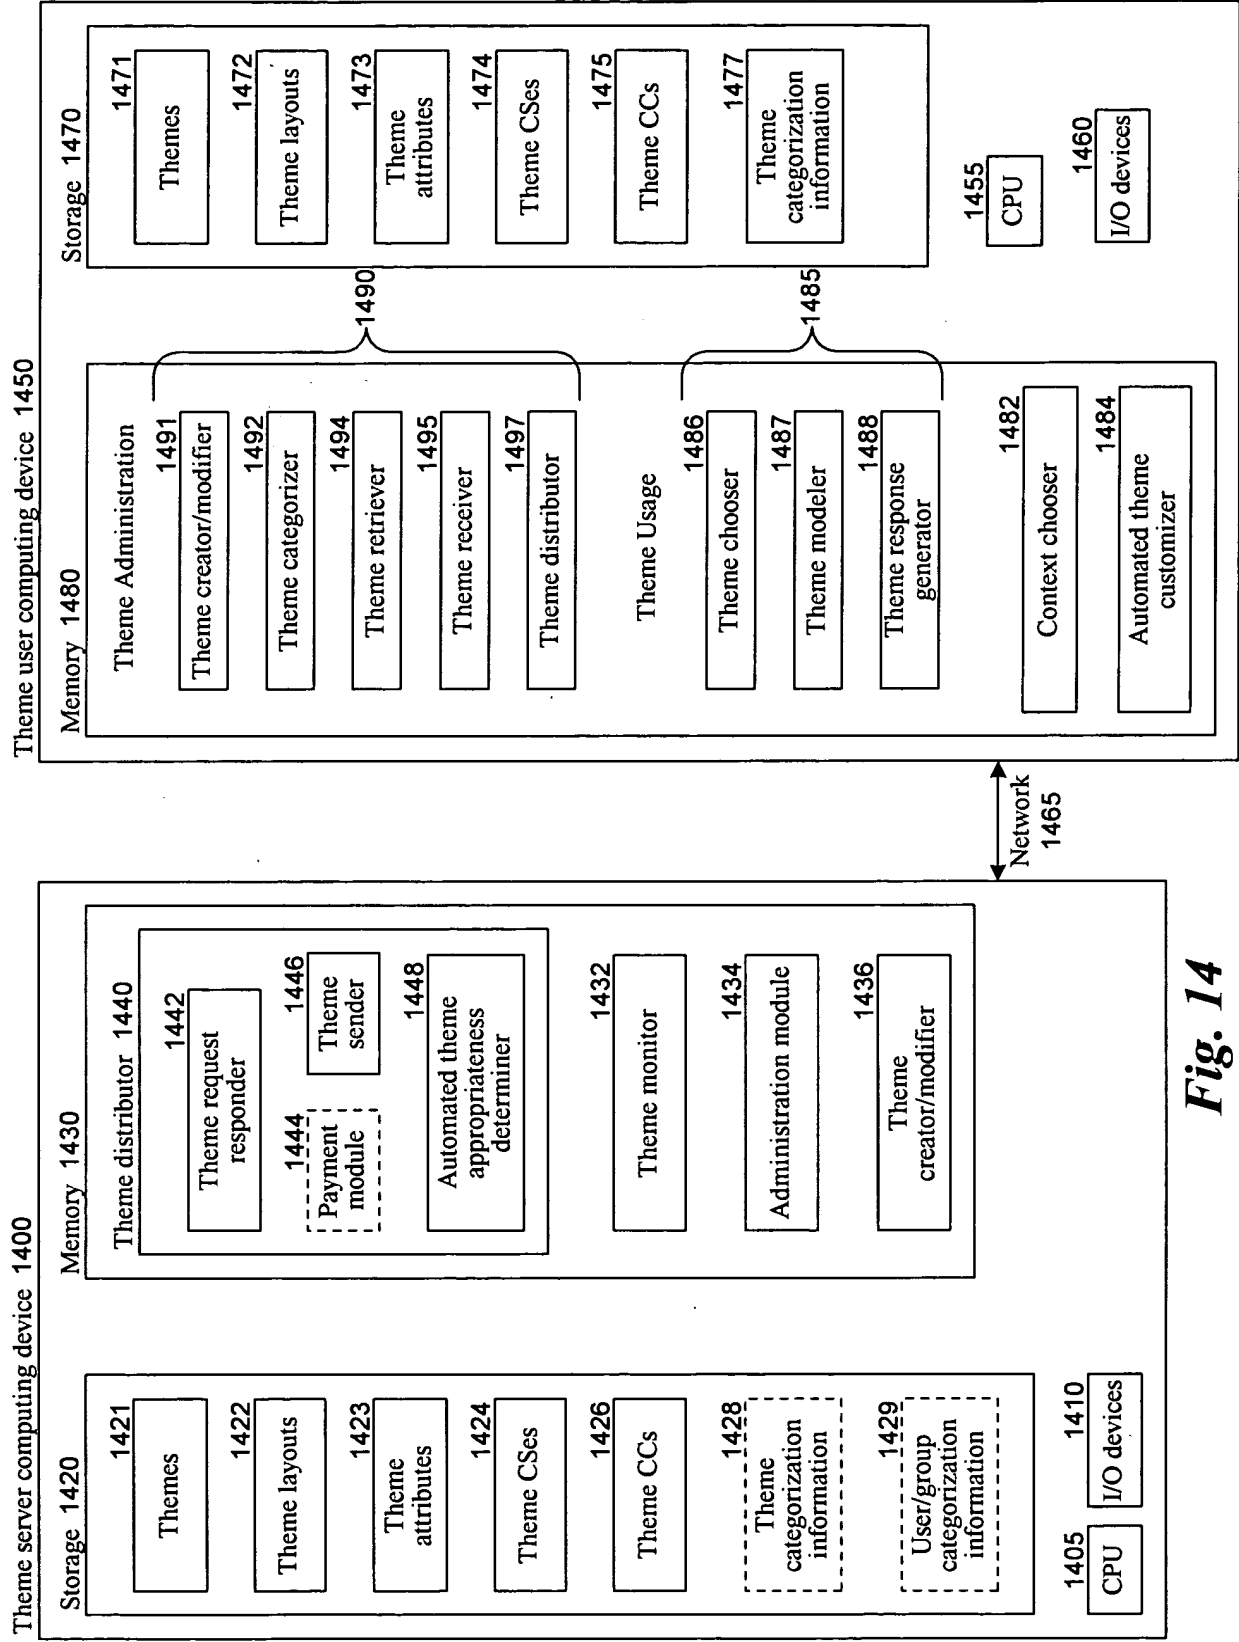 Theme server computing device 1400
Storage 1420
1421
Themes
1422
Theme layouts
1423
Theme
attributes
1424
Theme CSes
1426
Theme CCs
1428
Theme
categorization
information
1429
User/group
categorization
information
1405
CPU
1410
I/O devices
Memory 1430
Theme distributor 1440
1442
Theme request
responder
1444
Payment
module
1446
Theme
sender
1448
Automated theme
appropriateness
determiner
1432
Theme monitor
1434
Administration module
1436
Theme
creator/modifier
Network
1465
Theme user computing device 1450
Memory 1480
Theme Administration
1491
Theme creator/modifier
1492
Theme categorizer
1494
Theme retriever
1495
Theme receiver
1497
Theme distributor
1490
Theme Usage
1486
Theme chooser
1487
Theme modeler
1488
Theme response
generator
1485
1482
Context chooser
1484
Automated theme
customizer
Storage 1470
1471
Themes
1472
Theme layouts
1473
Theme
attributes
1474
Theme CSes
1475
Theme CCs
1477
Theme
categorization
information
1455
CPU
1460
I/O devices
Fig. 14